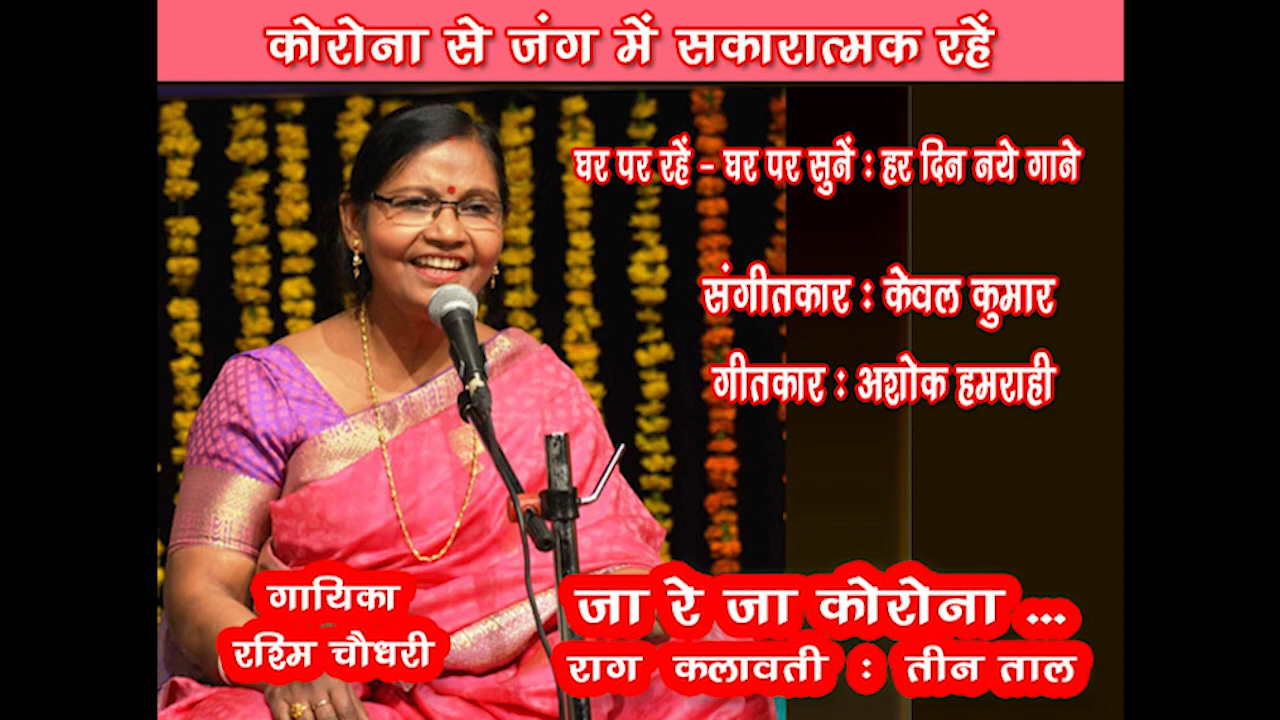 कोरोना से जंग में सकारात्मक रहें
घर पर रहें - घर पर सुनें : हर दिन नये गाने
संगीतकार : केवल कुमार
गीतकार : अशोक हमराही
गायिका
रश्मि चौधरी
जा रे जा कोरोना ...
राग कलावती : तीन ताल